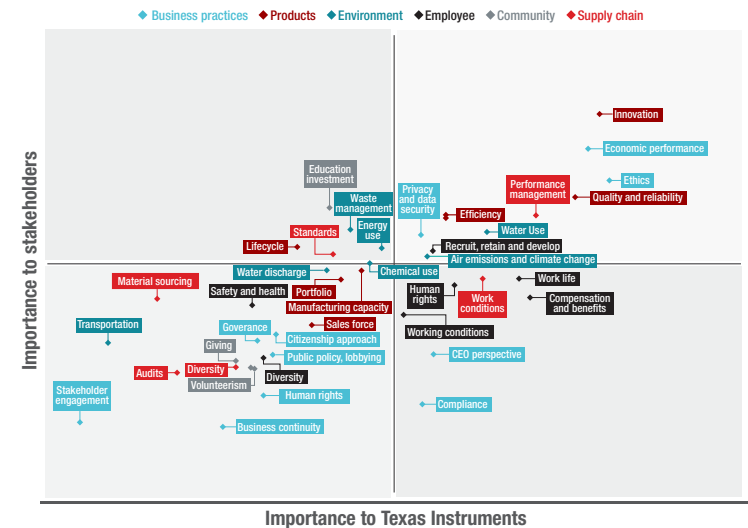 Business practices
Products
Environment
Employee
Community
Supply chain
Innovation
Economic performance
Education
investment
Ethics
Performance
management
Privacy
and data
security
Quality and reliability
Waste
management
Efficiency
Energy
use
Standards
Water Use
Lifecycle
Recruit, retain and develop
Air emissions and climate change
Water discharge
Chemical use
Material sourcing
Work life
Safety and health
Portfolio
Human
rights
Work
conditions
Compensation
and benefits
Manufacturing capacity
Transportation
Goverance
Sales force
Working conditions
Citizenship approach
Giving
Public policy, lobbying
CEO perspective
Audits
Diversity
Diversity
Volunteerism
Stakeholder
engagement
Human rights
Compliance
Business continuity
Importance to stakeholders
Importance to Texas Instruments